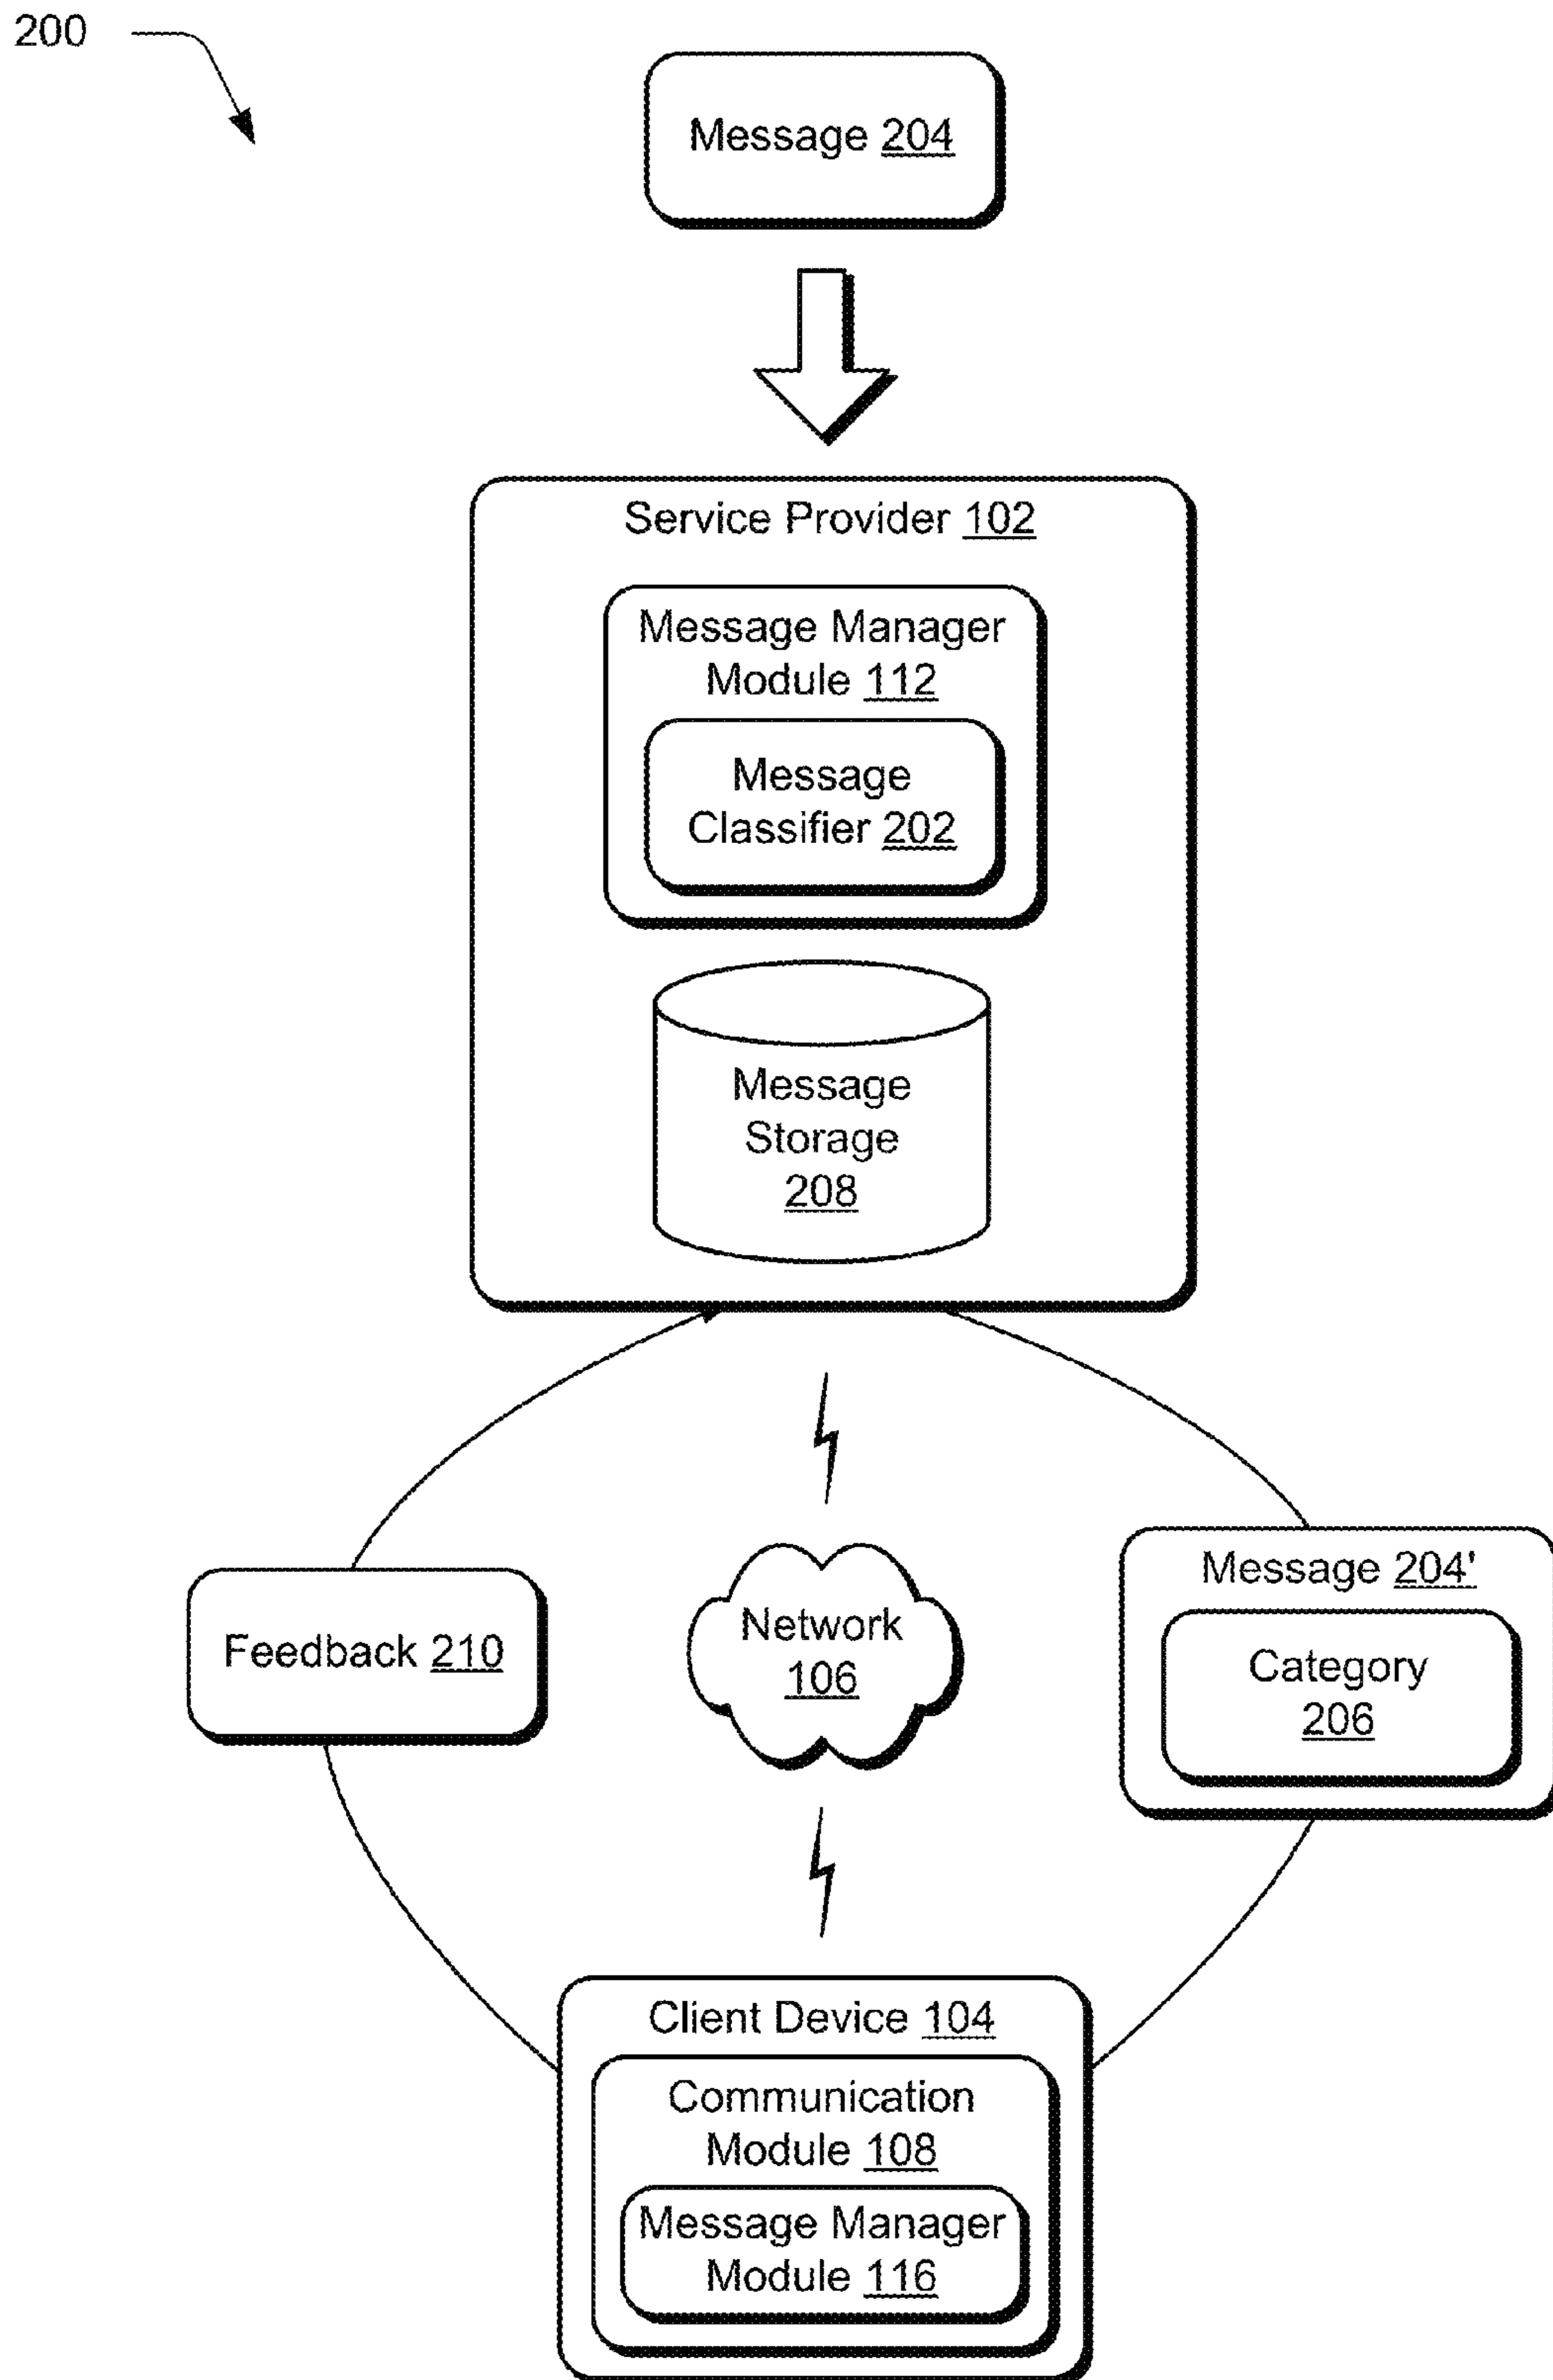 200
Message 204
Service Provider 102
Message Manager
Module 112
Message
Classifier 202
Message
Storage
208
Feedback 210
Network
106
Message 204'
Category
206
Client Device 104
Communication
Module 108
Message Manager
Module 116